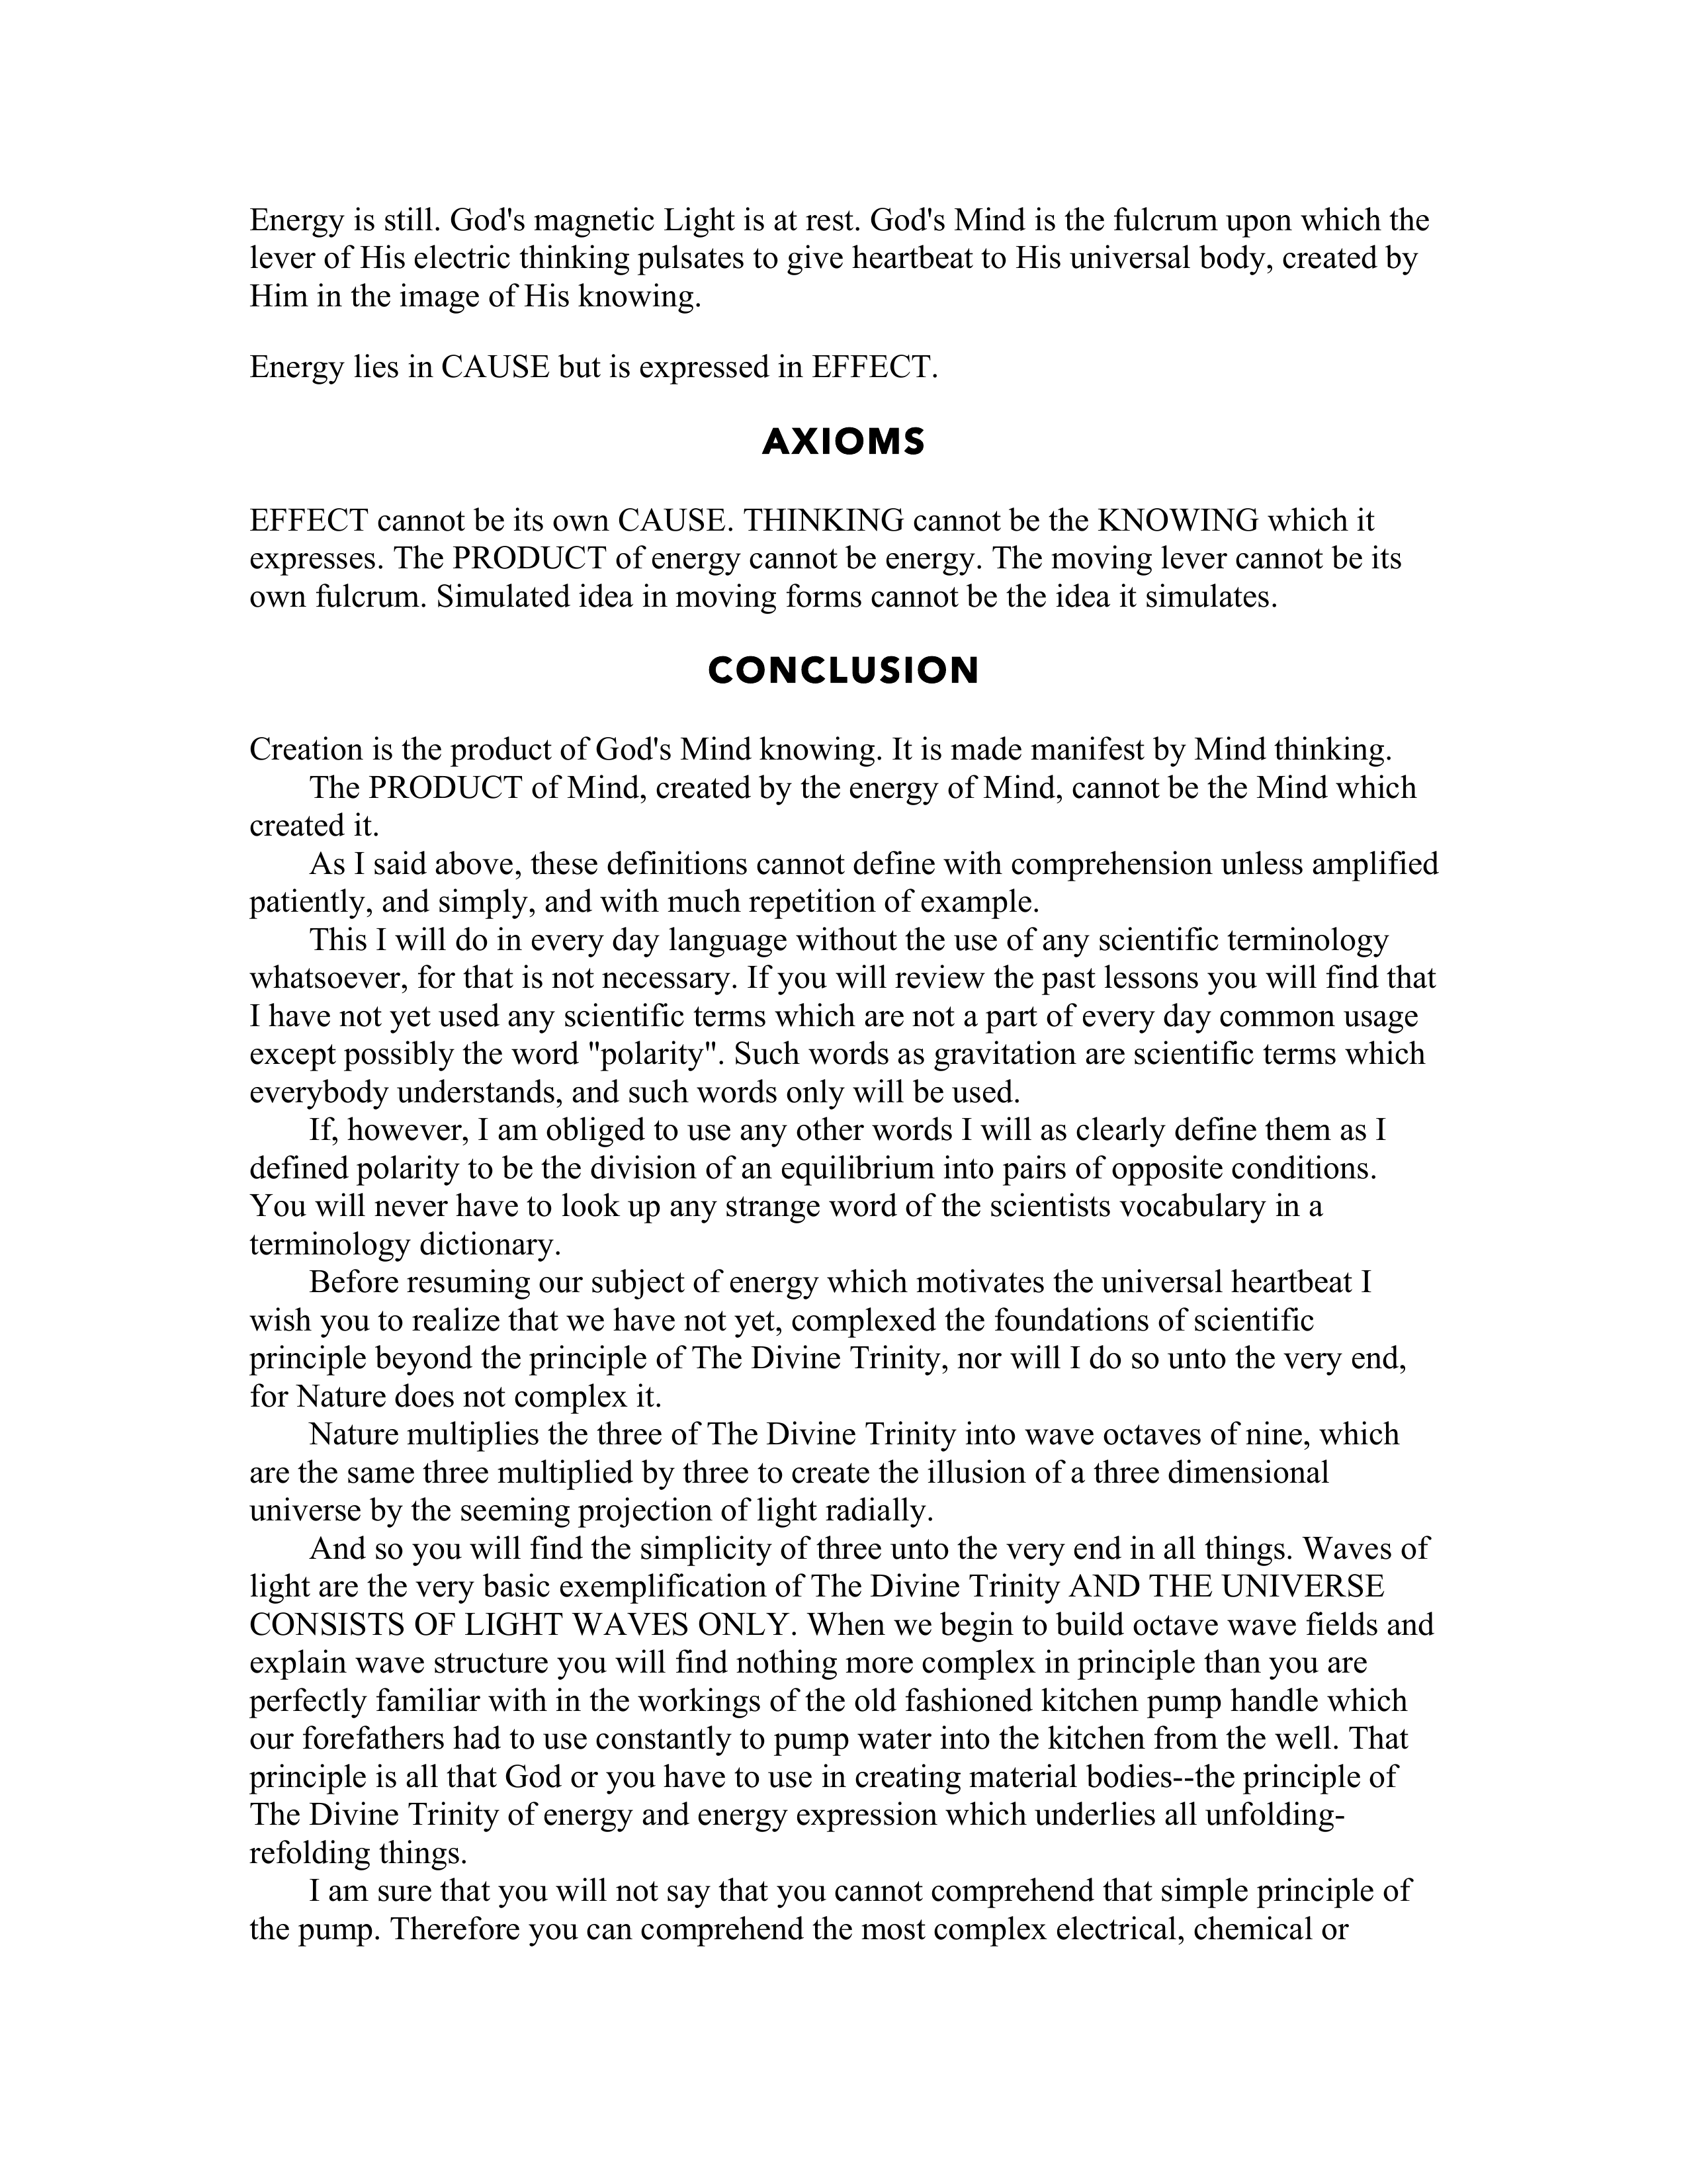 Energy is still. God's magnetic Light is at rest. God's Mind is the fulcrum upon which the
lever of His electric thinking pulsates to give heartbeat to His universal body, created by
Him in the image of His knowing.
Energy lies in CAUSE but is expressed in EFFECT.
AXIOMS
EFFECT cannot be its own CAUSE. THINKING cannot be the KNOWING which it
expresses. The PRODUCT of energy cannot be energy. The moving lever cannot be its
own fulcrum. Simulated idea in moving forms cannot be the idea it simulates.
CONCLUSION
Creation is the product of God's Mind knowing. It is made manifest by Mind thinking.
The PRODUCT of Mind, created by the energy of Mind, cannot be the Mind which
created it.
As I said above, these definitions cannot define with comprehension unless amplified
patiently, and simply, and with much repetition of example.
This I will do in every day language without the use of any scientific terminology
whatsoever, for that is not necessary. If you will review the past lessons you will find that
I have not yet used any scientific terms which are not a part of every day common usage
except possibly the word "polarity". Such words as gravitation are scientific terms which
everybody understands, and such words only will be used.
If, however, I am obliged to use any other words I will as clearly define them as I
defined polarity to be the division of an equilibrium into pairs of opposite conditions.
You will never have to look up any strange word of the scientists vocabulary in a
terminology dictionary.
Before resuming our subject of energy which motivates the universal heartbeat I
wish you to realize that we have not yet, complexed the foundations of scientific
principle beyond the principle of The Divine Trinity, nor will I do so unto the very end,
for Nature does not complex it.
Nature multiplies the three of The Divine Trinity into wave octaves of nine, which
are the same three multiplied by three to create the illusion of a three dimensional
universe by the seeming projection of light radially.
And so you will find the simplicity of three unto the very end in all things. Waves of
light are the very basic exemplification of The Divine Trinity AND THE UNIVERSE
CONSISTS OF LIGHT WAVES ONLY. When we begin to build octave wave fields and
explain wave structure you will find nothing more complex in principle than you are
perfectly familiar with in the workings of the old fashioned kitchen pump handle which
our forefathers had to use constantly to pump water into the kitchen from the well. That
principle is all that God or you have to use in creating material bodies--the principle of
The Divine Trinity of energy and energy expression which underlies all unfolding-
refolding things.
I am sure that you will not say that you cannot comprehend that simple principle of
the pump. Therefore you can comprehend the most complex electrical, chemical or